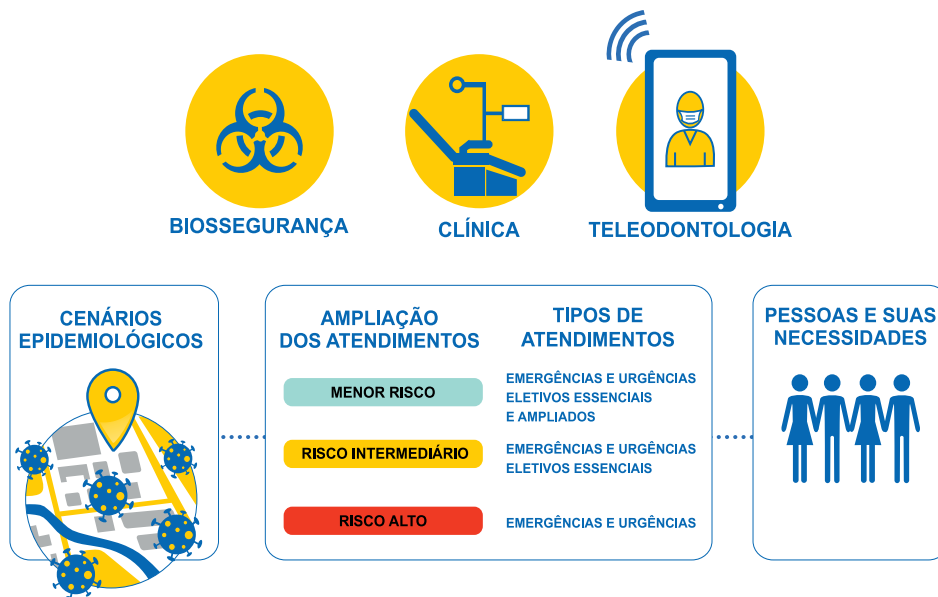 BIOSSEGURANÇA
CLÍNICA
TELEODONTOLOGIA
CENÁRIOS
EPIDEMIOLÓGICOS
AMPLIAÇÃO
DOS ATENDIMENTOS
TIPOS DE
ATENDIMENTOS
MENOR RISCO
EMERGÊNCIAS E URGÊNCIAS
ELETIVOS ESSENCIAIS
E AMPLIADOS
RISCO INTERMEDIÁRIO
EMERGÊNCIAS E URGÊNCIAS
ELETIVOS ESSENCIAIS
RISCO ALTO
EMERGÊNCIAS E URGÊNCIAS
PESSOAS E SUAS
NECESSIDADES